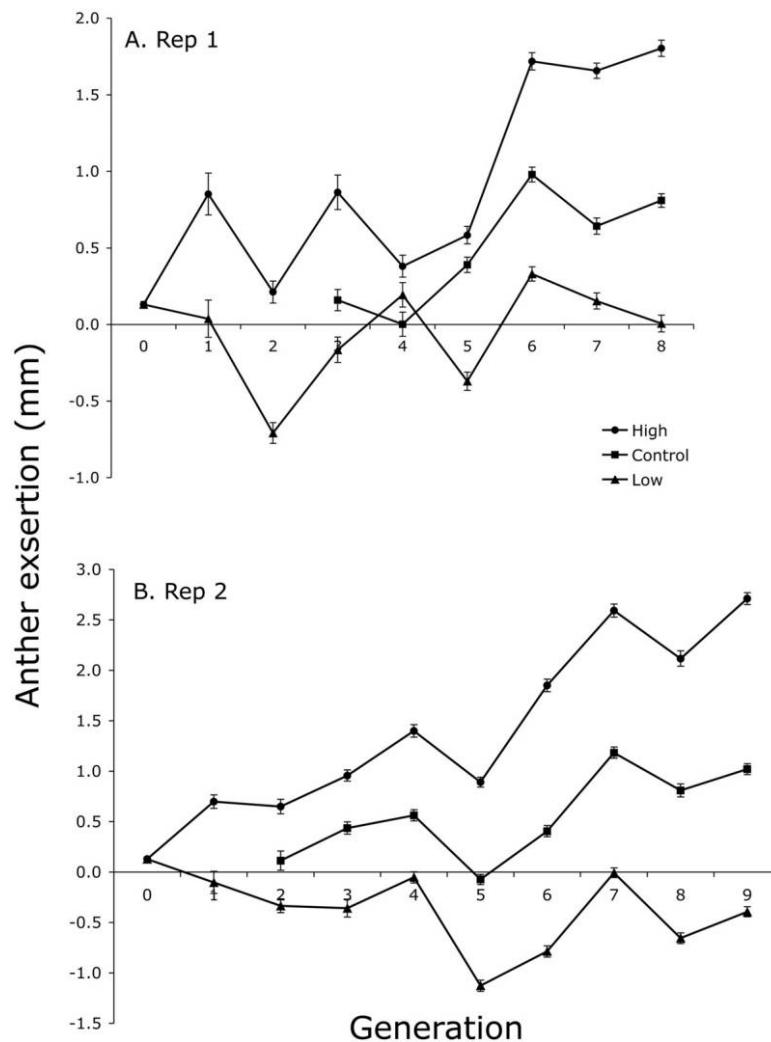 A. Rep 1
2.0
1.5
1.0
0.5
0.0
-0.5
-1.0
0 1 2 3 4 5 6 7 8
High
Control
Low
Anther exsertion (mm)
B. Rep 2
3.0
2.5
2.0
1.5
1.0
0.5
0.0
-0.5
-1.0
-1.5
0 1 2 3 4 5 6 7 8 9
Generation